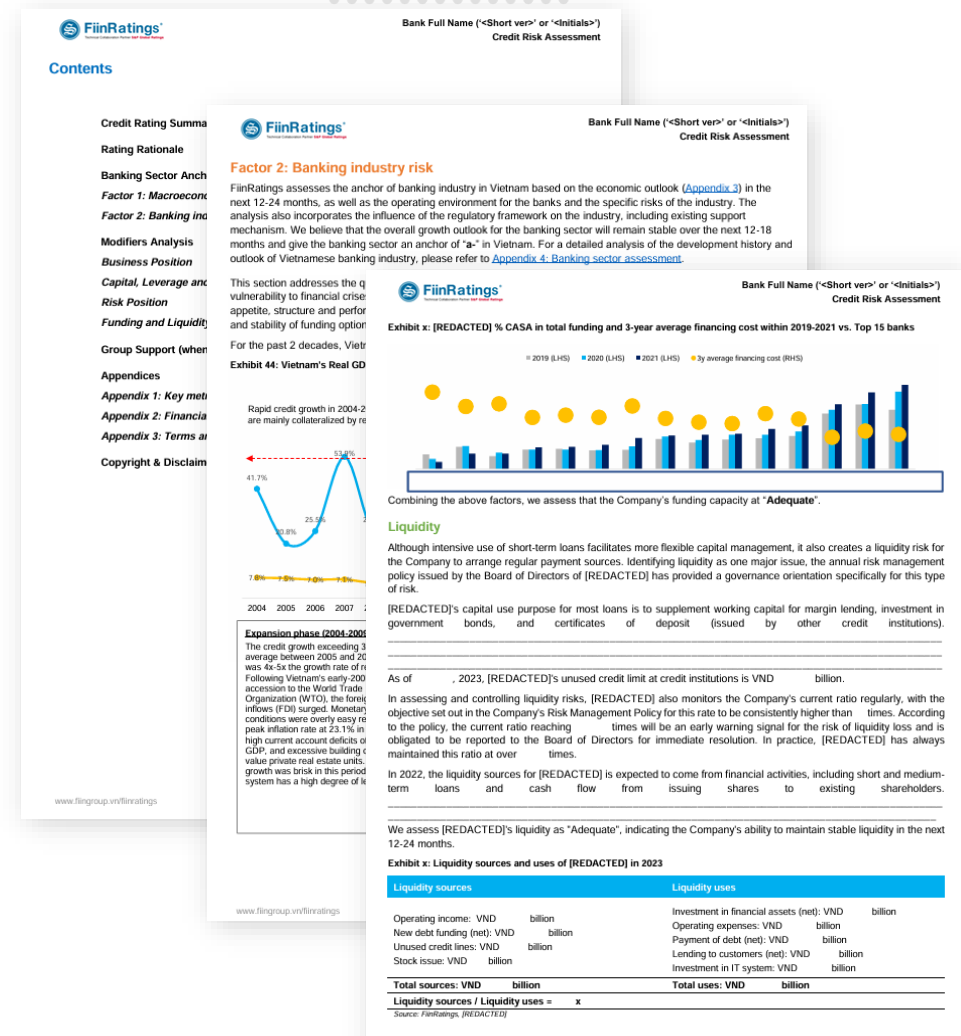 FiinRatings
Technical Collaboration Partner S&P Global Ratings
Bank Full Name (‘<Short ver>’ or ‘<Initials>’)
Credit Risk Assessment
Contents
Credit Rating Summa
Rating Rationale
Banking Sector Anch
Factor 1: Macroecono
Factor 2: Banking ind
Modifiers Analysis
Business Position
Capital, Leverage and
Risk Position
Funding and Liquidity
Group Support (when
Appendices
Appendix 1: Key metr
Appendix 2: Financia
Appendix 3: Terms an
Copyright & Disclaim
www.fiingroup.vn/fiinratings
FiinRatings
Technical Collaboration Partner S&P Global Ratings
Bank Full Name (‘<Short ver>’ or ‘<Initials>’)
Credit Risk Assessment
Factor 2: Banking industry risk
FiinRatings assesses the anchor of banking industry in Vietnam based on the economic outlook (Appendix 3) in the
next 12-24 months, as well as the operating environment for the banks and the specific risks of the industry. The
analysis also incorporates the influence of the regulatory framework on the industry, including existing support
mechanism. We believe that the overall growth outlook for the banking sector will remain stable over the next 12-18
months and give the banking sector an anchor of “a-” in Vietnam. For a detailed analysis of the development history and
outlook of Vietnamese banking industry, please refer to Appendix 4: Banking sector assessment.
This section addresses the q
vulnerability to financial crises
appetite, structure and perfor
and stability of funding option
For the past 2 decades, Vietn
Exhibit 44: Vietnam's Real GD
Rapid credit growth in 2004-2
are mainly collateralized by re
53.9%
41.7%
25.5%
20.8%
7.8% 7.5% 7.0% 7.1%
2004 2005 2006 2007 2
Expansion phase (2004-2009
The credit growth exceeding 3
average between 2005 and 20
was 4x-5x the growth rate of re
Following Vietnam's early-200
accession to the World Trade
Organization (WTO), the foreig
inflows (FDI) surged. Monetary
conditions were overly easy re
peak inflation rate at 23.1% in
high current account deficits o
GDP, and excessive building o
value private real estate units.
growth was brisk in this period
system has a high degree of le
www.fiingroup.vn/fiinratings
FiinRatings
Technical Collaboration Partner S&P Global Ratings
Bank Full Name (‘<Short ver>’ or ‘<Initials>’)
Credit Risk Assessment
Exhibit x: [REDACTED] % CASA in total funding and 3-year average financing cost within 2019-2021 vs. Top 15 banks
2019 (LHS) 2020 (LHS) 2021 (LHS) 3y average financing cost (RHS)
Combining the above factors, we assess that the Company's funding capacity at “Adequate”.
Liquidity
Although intensive use of short-term loans facilitates more flexible capital management, it also creates a liquidity risk for
the Company to arrange regular payment sources. Identifying liquidity as one major issue, the annual risk management
policy issued by the Board of Directors of [REDACTED] has provided a governance orientation specifically for this type
of risk.
[REDACTED]'s capital use purpose for most loans is to supplement working capital for margin lending, investment in
government bonds, and certificates of deposit (issued by other credit institutions).
As of , 2023, [REDACTED]'s unused credit limit at credit institutions is VND billion.
In assessing and controlling liquidity risks, [REDACTED] also monitors the Company's current ratio regularly, with the
objective set out in the Company's Risk Management Policy for this rate to be consistently higher than times. According
to the policy, the current ratio reaching times will be an early warning signal for the risk of liquidity loss and is
obligated to be reported to the Board of Directors for immediate resolution. In practice, [REDACTED] has always
maintained this ratio at over times.
In 2022, the liquidity sources for [REDACTED] is expected to come from financial activities, including short and medium-
term loans and cash flow from issuing shares to existing shareholders.
We assess [REDACTED]'s liquidity as "Adequate", indicating the Company's ability to maintain stable liquidity in the next
12-24 months.
Exhibit x: Liquidity sources and uses of [REDACTED] in 2023
Liquidity sources Liquidity uses
Operating income: VND billion
New debt funding (net): VND billion
Unused credit lines: VND billion
Stock issue: VND billion
Investment in financial assets (net): VND billion
Operating expenses: VND billion
Payment of debt (net): VND billion
Lending to customers (net): VND billion
Investment in IT system: VND billion
Total sources: VND billion Total uses: VND billion
Liquidity sources / Liquidity uses = x
Source: FiinRatings, [REDACTED]